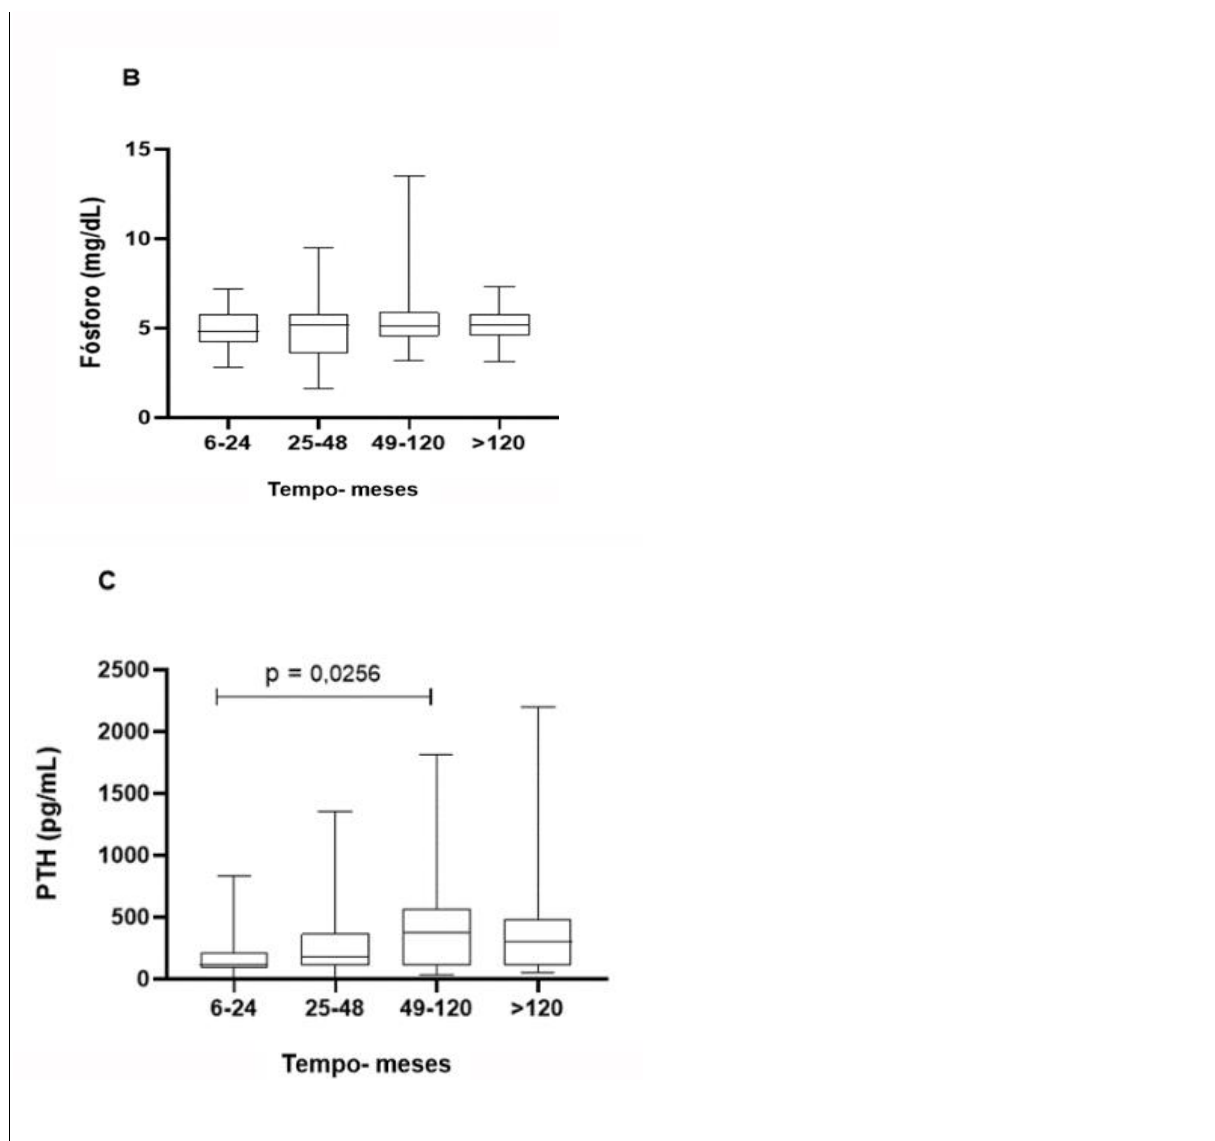 B
15
10
5
0
Fósforo (mg/dL)
6-24 25-48 49-120 >120
Tempo- meses
C
p = 0,0256
2500
2000
1500
1000
500
0
PTH (pg/mL)
6-24 25-48 49-120 >120
Tempo- meses